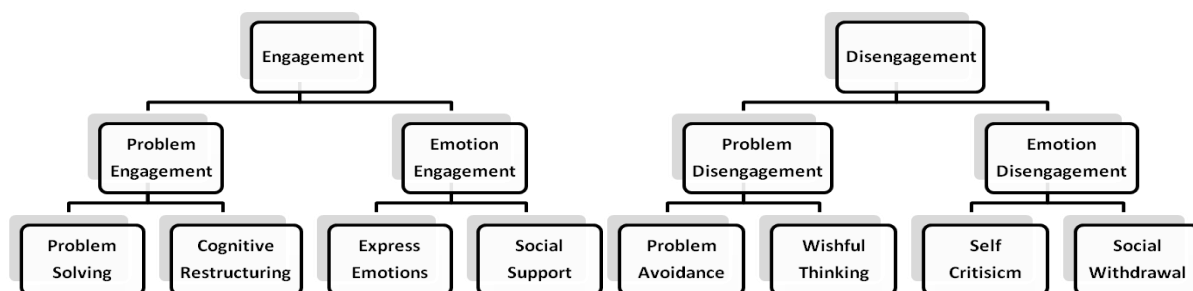 Engagement
Disengagement
Problem
Engagement
Emotion
Engagement
Problem
Disengagement
Emotion
Disengagement
Problem
Solving
Cognitive
Restructuring
Express
Emotions
Social
Support
Problem
Avoidance
Wishful
Thinking
Self
Critisicm
Social
Withdrawal